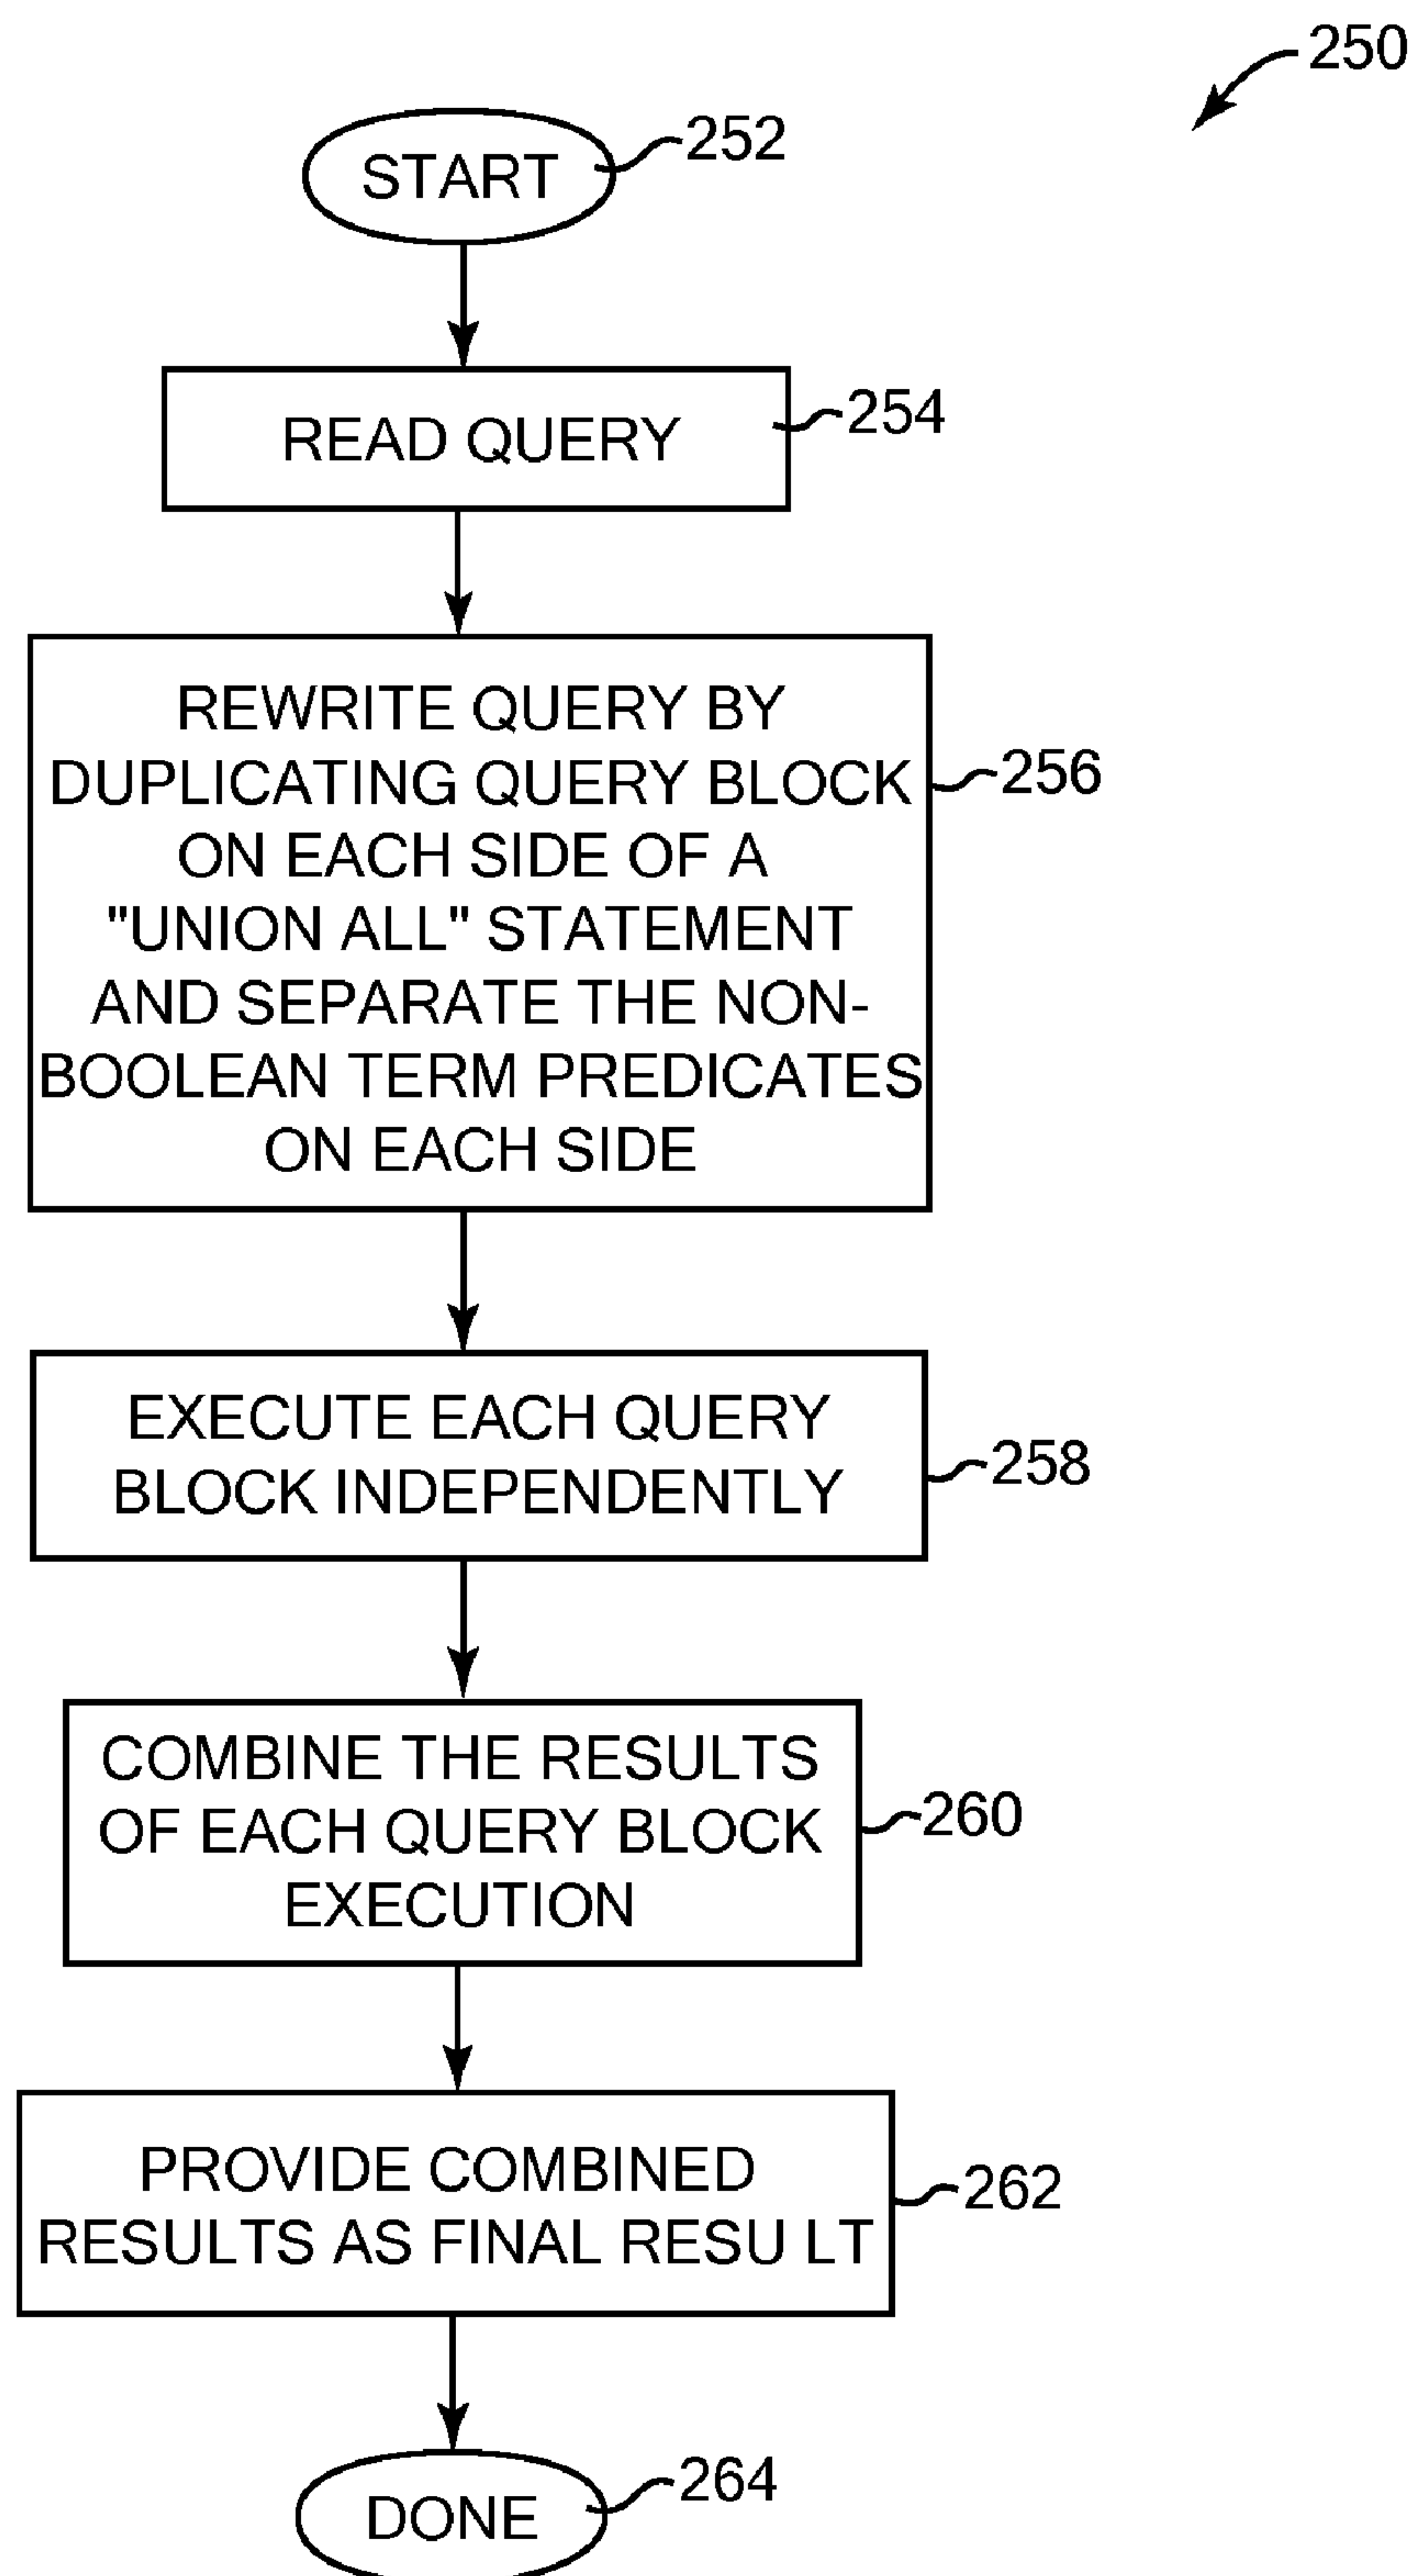 250
START
252
READ QUERY
254
REWRITE QUERY BY
DUPLICATING QUERY BLOCK
ON EACH SIDE OF A
"UNION ALL" STATEMENT
AND SEPARATE THE NON-
BOOLEAN TERM PREDICATES
ON EACH SIDE
256
EXECUTE EACH QUERY
BLOCK INDEPENDENTLY
258
COMBINE THE RESULTS
OF EACH QUERY BLOCK
EXECUTION
260
PROVIDE COMBINED
RESULTS AS FINAL RESU LT
262
DONE
264